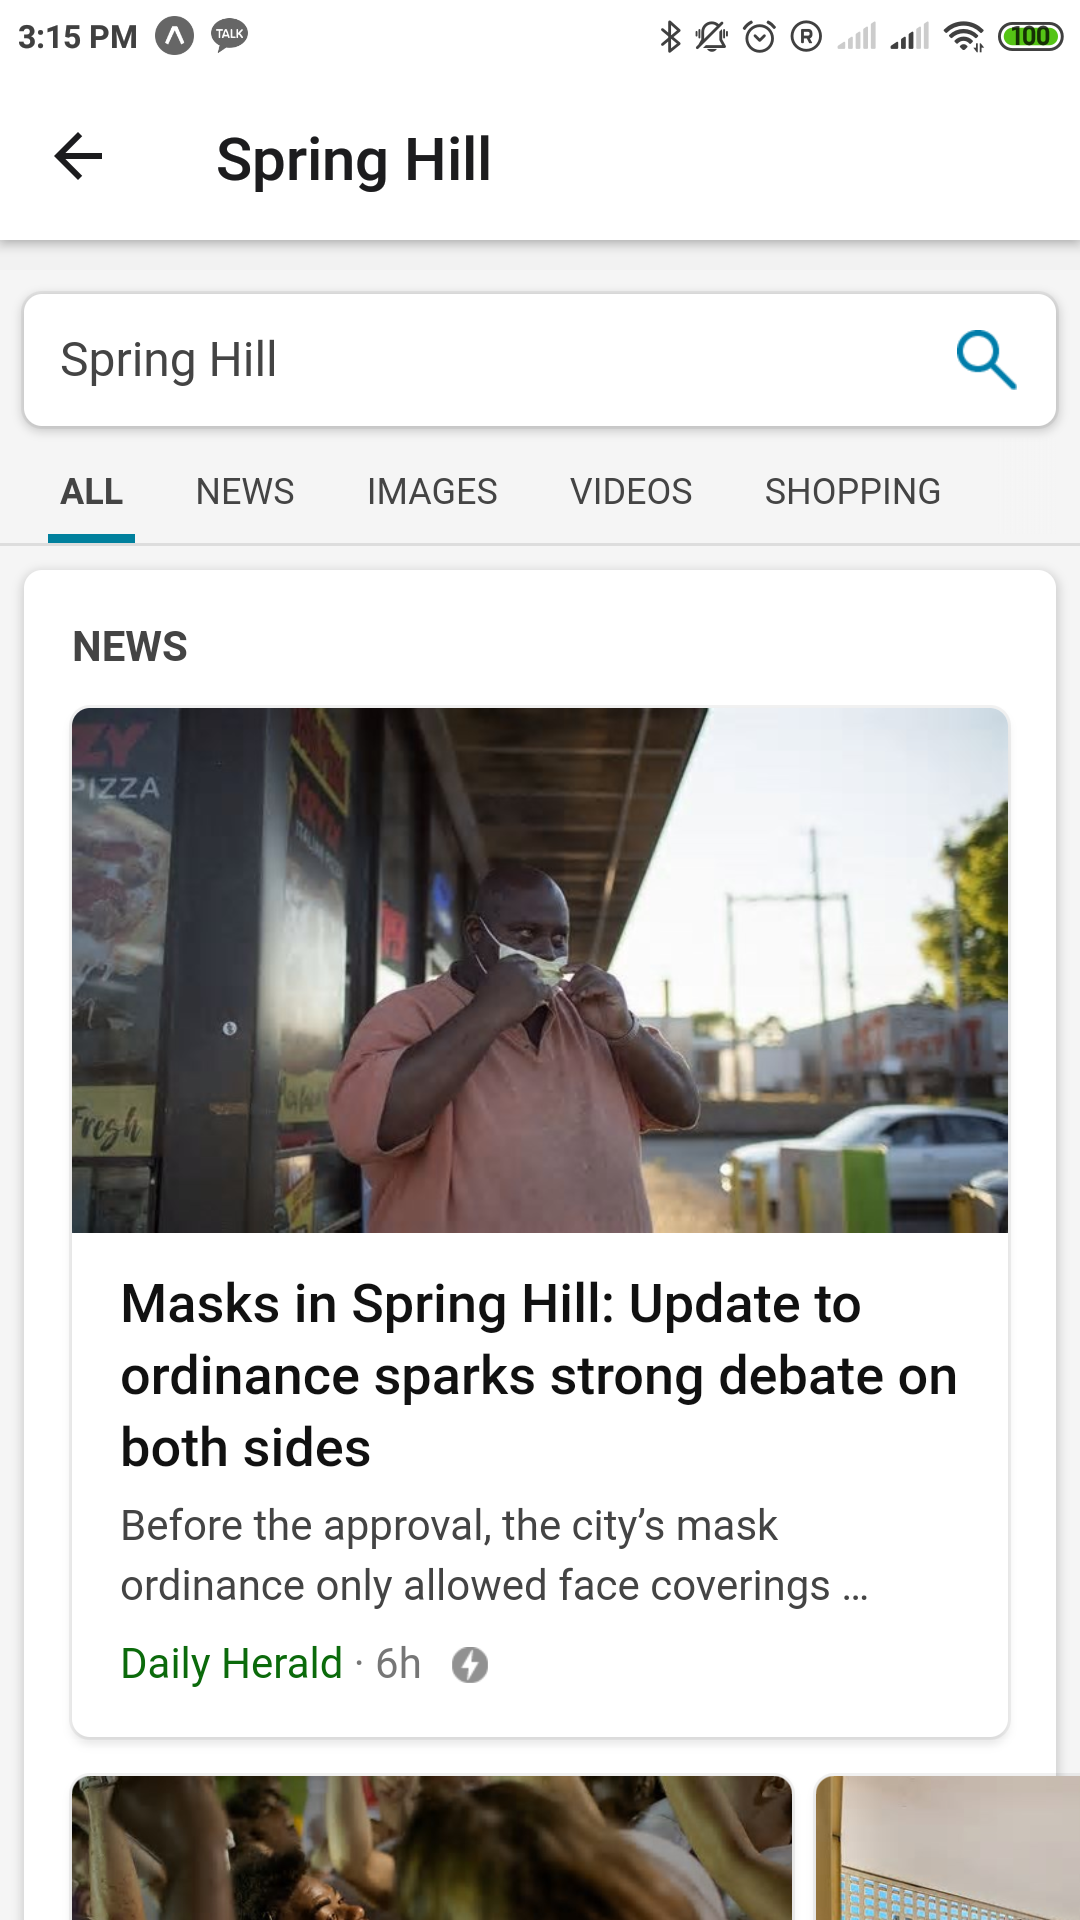 3:15 PM
TALK
R
100
Spring Hill
Spring Hill
ALL NEWS IMAGES VIDEOS SHOPPING
NEWS
ZY
PIZZA
Fresh
Masks in Spring Hill: Update to
ordinance sparks strong debate on
both sides
Before the approval, the city’s mask
ordinance only allowed face coverings ...
Daily Herald · 6h